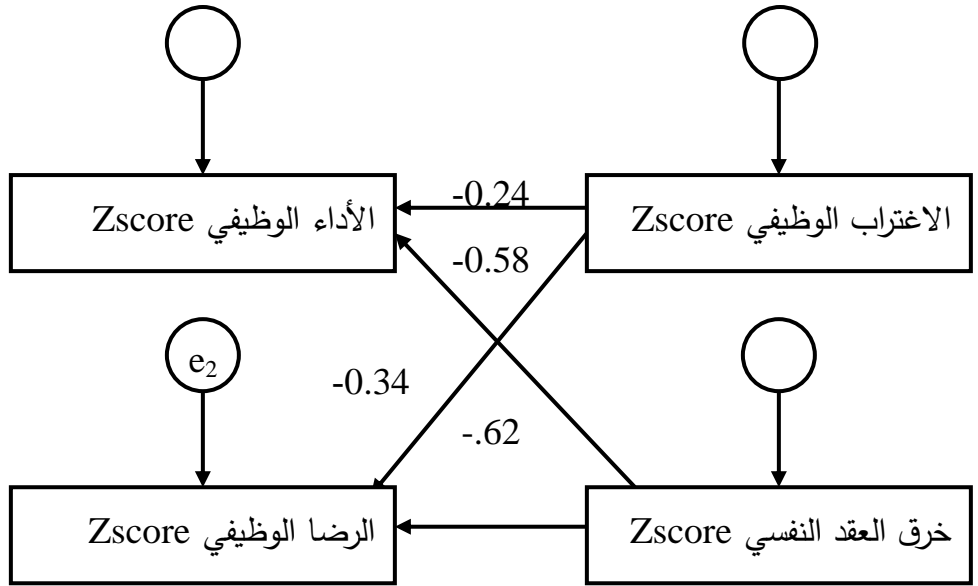 الاغتراب الوظيفي Zscore
الأداء الوظيفي Zscore
-0.24
-0.58
e₂
-0.34
-.62
خرق العقد النفسي Zscore
الرضا الوظيفي Zscore